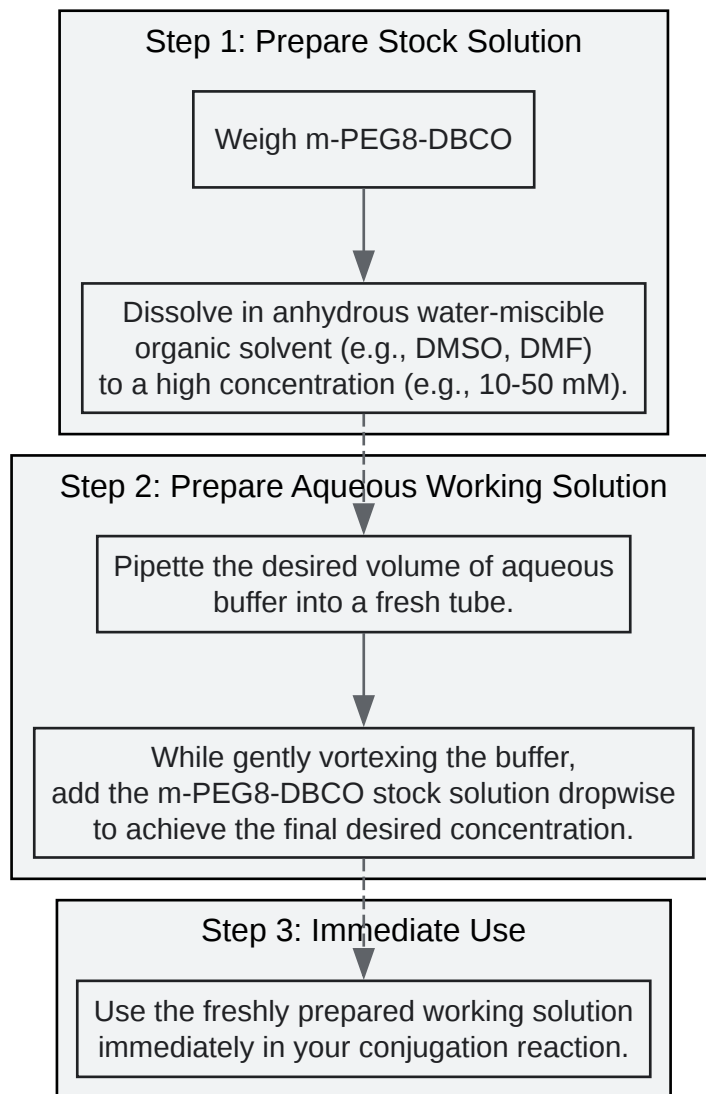 Step 1: Prepare Stock Solution
Weigh m-PEG8-DBCO
Dissolve in anhydrous water-miscible
organic solvent (e.g., DMSO, DMF)
to a high concentration (e.g., 10-50 mM).
Step 2: Prepare Aqueous Working Solution
Pipette the desired volume of aqueous
buffer into a fresh tube.
While gently vortexing the buffer,
add the m-PEG8-DBCO stock solution dropwise
to achieve the final desired concentration.
Step 3: Immediate Use
Use the freshly prepared working solution
immediately in your conjugation reaction.